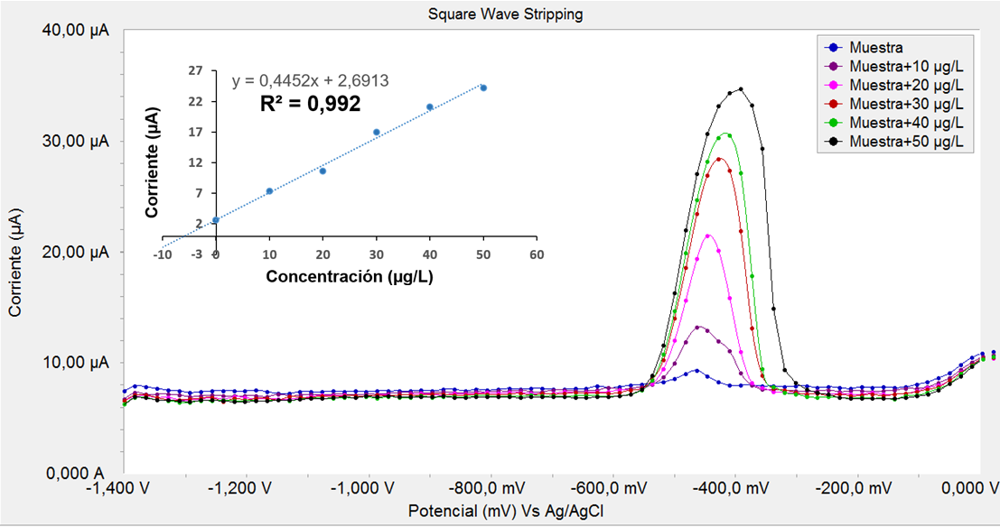 Square Wave Stripping
40,00 µA
30,00 µA
20,00 µA
10,00 µA
0,000 A
Corriente (µA)
-1,400 V
-1,200 V
-1,000 V
-800,0 mV
-600,0 mV
-400,0 mV
-200,0 mV
0,000 V
Potencial (mV) Vs Ag/AgCl
Muestra
Muestra+10 µg/L
Muestra+20 µg/L
Muestra+30 µg/L
Muestra+40 µg/L
Muestra+50 µg/L
y = 0,4452x + 2,6913
R² = 0,992
27
22
17
12
7
2
-3
Corriente (µA)
-10
0
10
20
30
40
50
60
Concentración (µg/L)